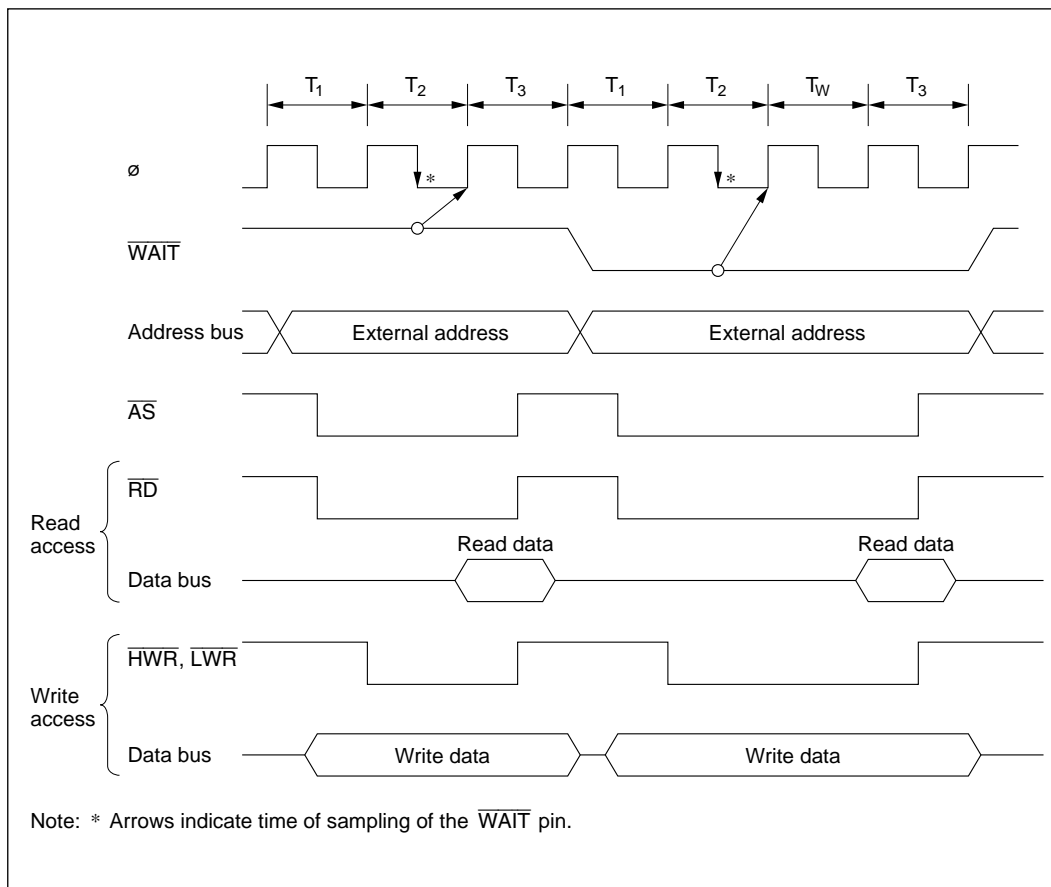 T1 T2 T3 T1 T2 TW T3
ø
* *
WAIT
Address bus External address External address
AS
RD
Read access
Read data Read data
Data bus
HWR, LWR
Write access
Data bus Write data Write data
Note: * Arrows indicate time of sampling of the WAIT pin.